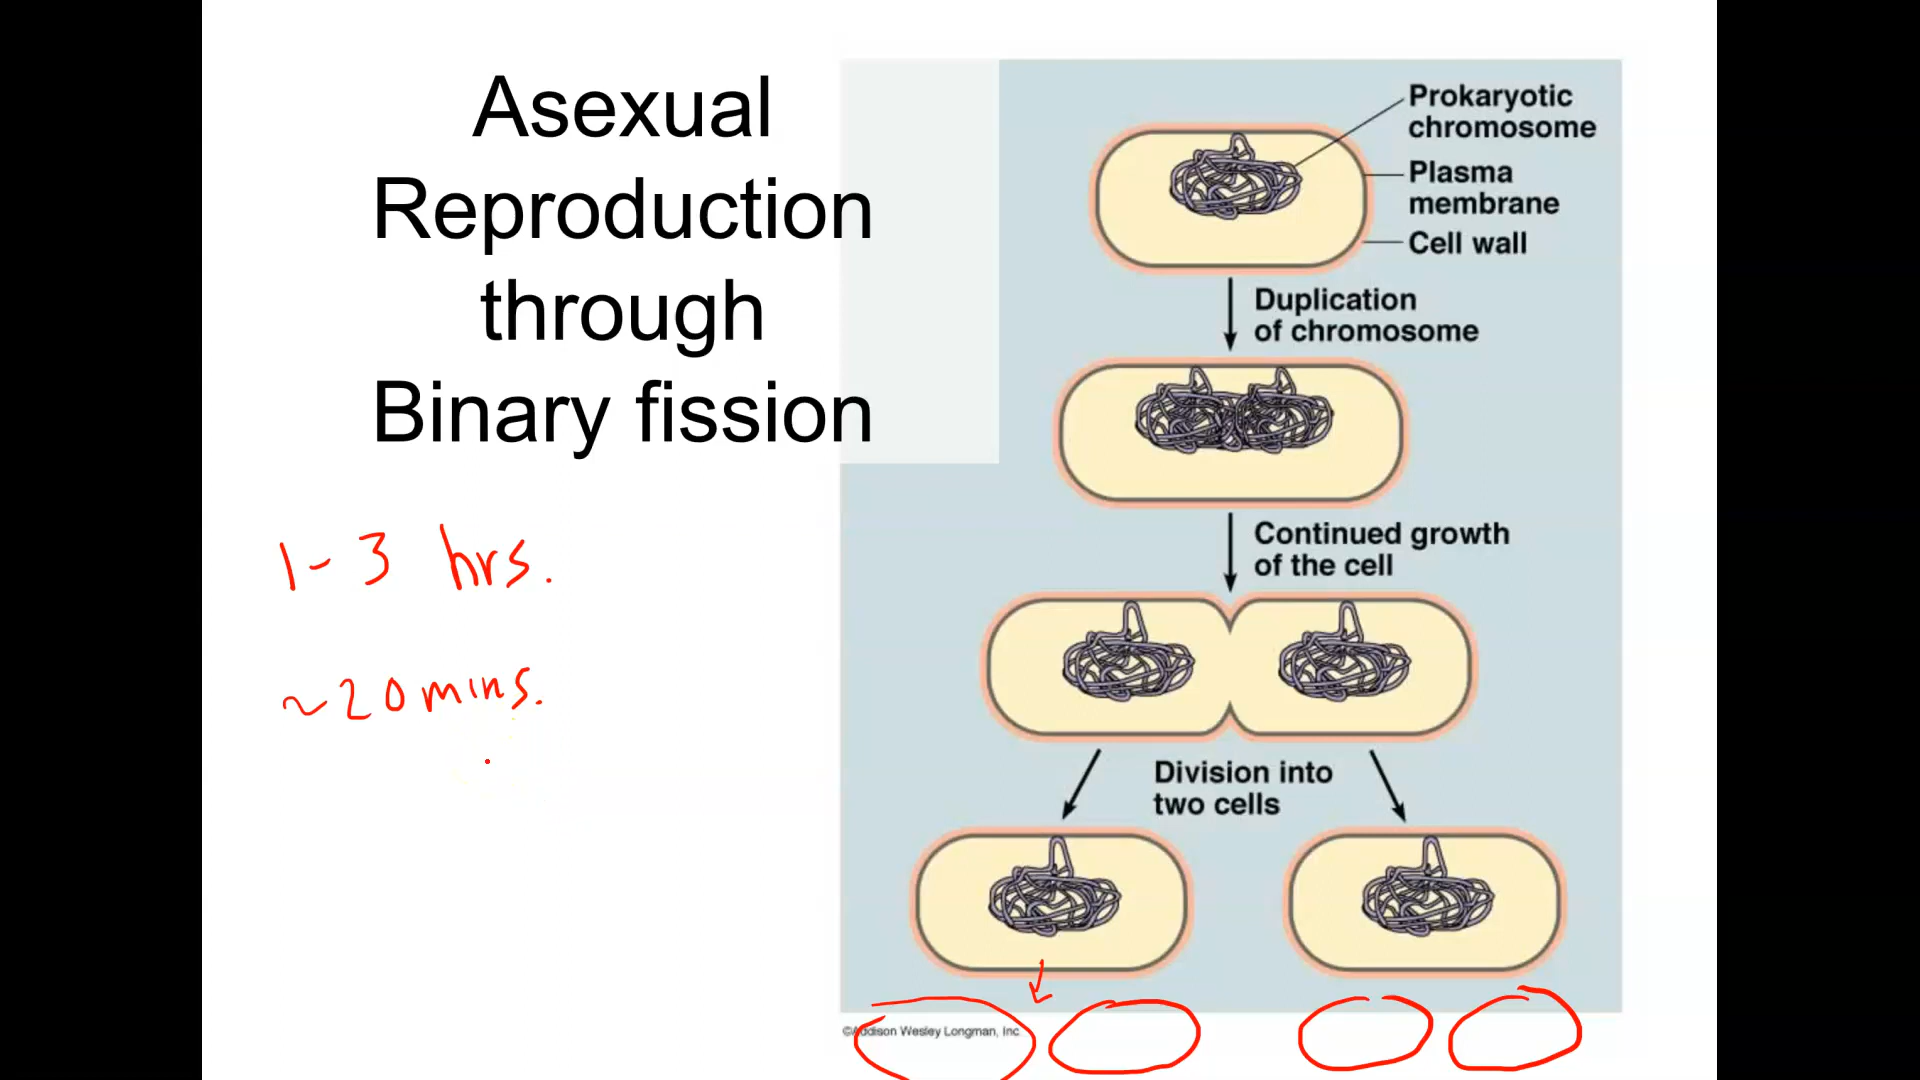 Asexual
Reproduction
through
Binary fission
1-3 hrs.
~20 mins.
Prokaryotic
chromosome
Plasma
membrane
Cell wall
Duplication
of chromosome
Continued growth
of the cell
Division into
two cells
©Addison Wesley Longman, Inc.